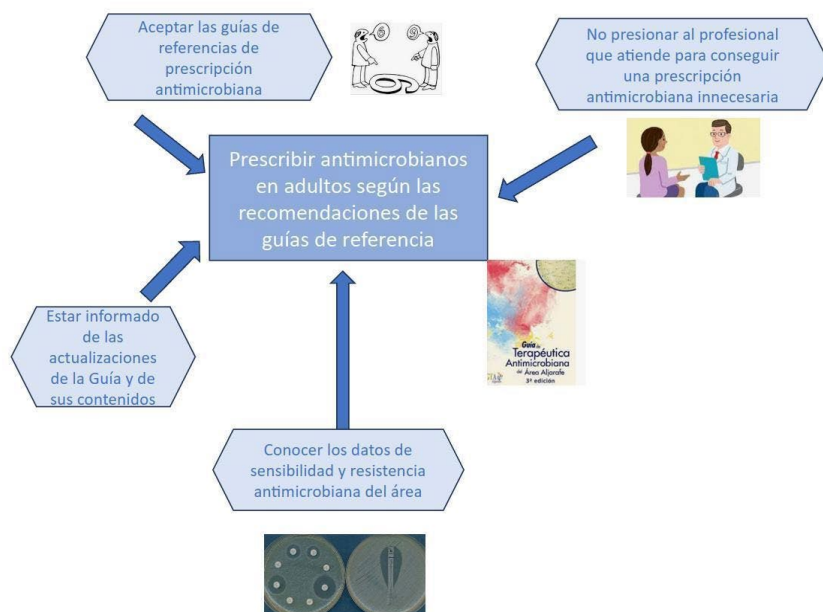 Aceptar las guías de
referencias de
prescripción
antimicrobiana
6
9
6
No presionar al profesional
que atiende para conseguir
una prescripción
antimicrobiana innecesaria
Prescribir antimicrobianos
en adultos según las
recomendaciones de las
guías de referencia
Guía de
Terapéutica
Antimicrobiana
del Área Aljarafe
3ª edición
Estar informado
de las
actualizaciones
de la Guía y de
sus contenidos
Conocer los datos de
sensibilidad y resistencia
antimicrobiana del área